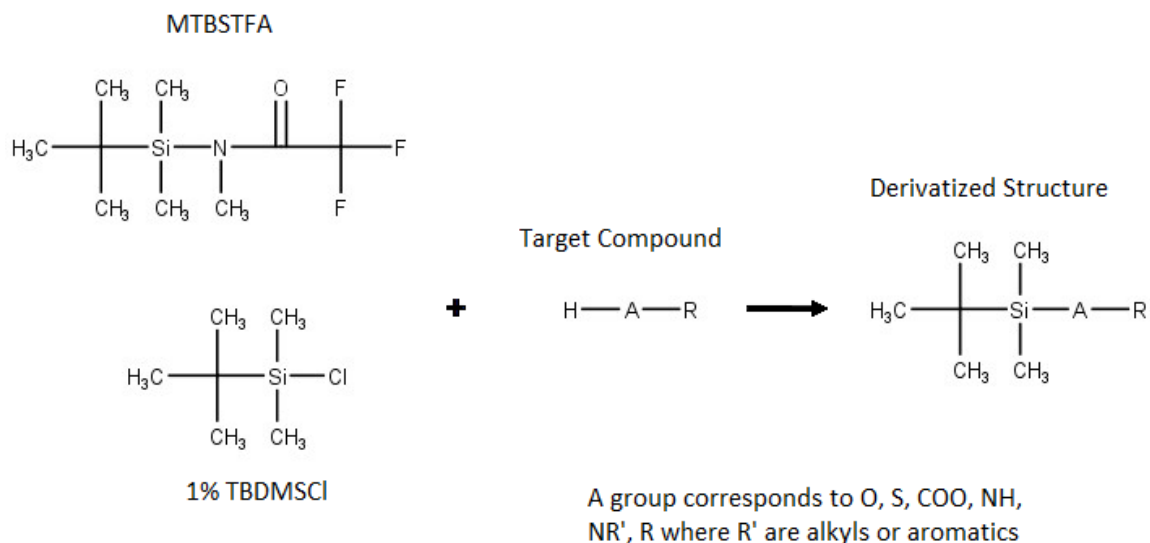 MTBSTFA
CH₃ CH₃ O F
H₃C Si N F
CH₃ CH₃ CH₃ F
Derivatized Structure
Target Compound
CH₃ CH₃
H₃C Si A R
CH₃ CH₃
+ H A R
CH₃ CH₃
H₃C Si Cl
CH₃ CH₃
1% TBDMSCl
A group corresponds to O, S, COO, NH,
NR', R where R' are alkyls or aromatics